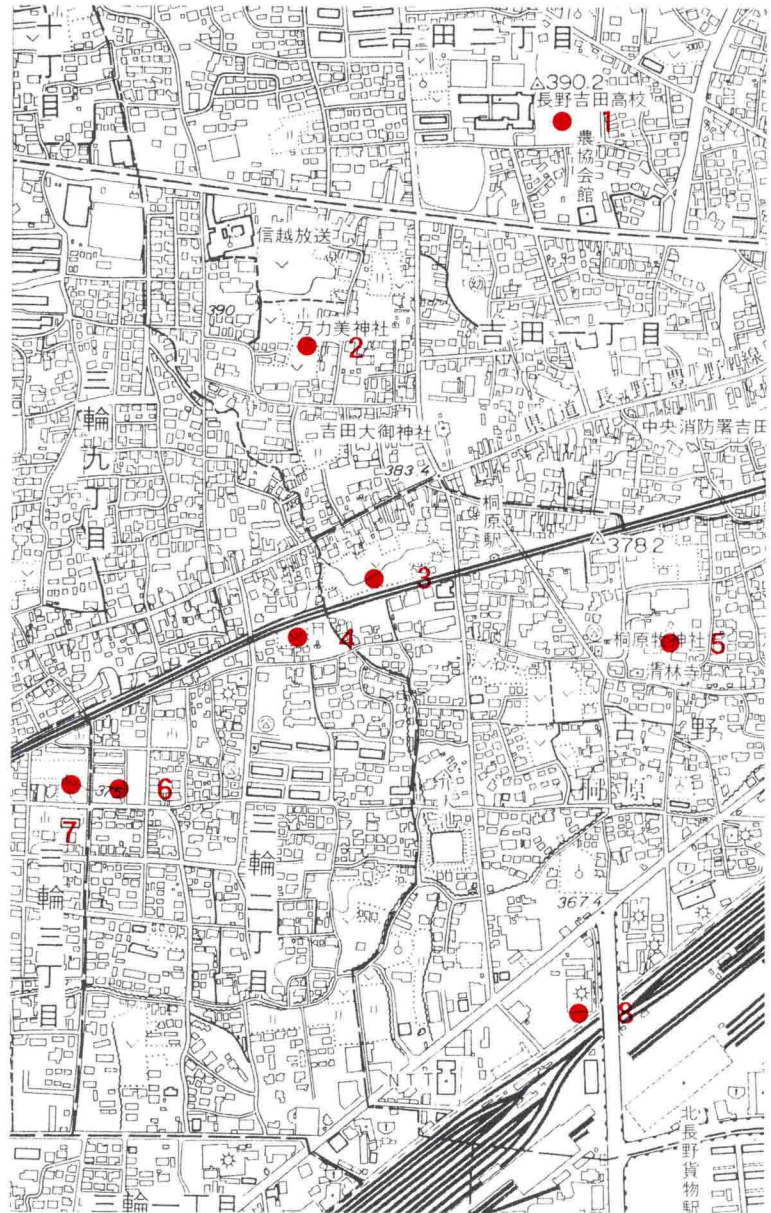 十丁目
吉田二丁目
△390.2
長野吉田高校
1
農協会館
信越放送
幼
390
万力美神社
2
吉田一丁目
県道長野豊野線
三輪九丁目
吉田大御神社
中央消防署吉田
383.4
桐原駅
378.2
3
4
桐原牧神社
5
清林寺
古野
桐原
6
7
三輪三丁目
三輪二丁目
367.4
8
NTT
北長野貨物駅
三輪一丁目